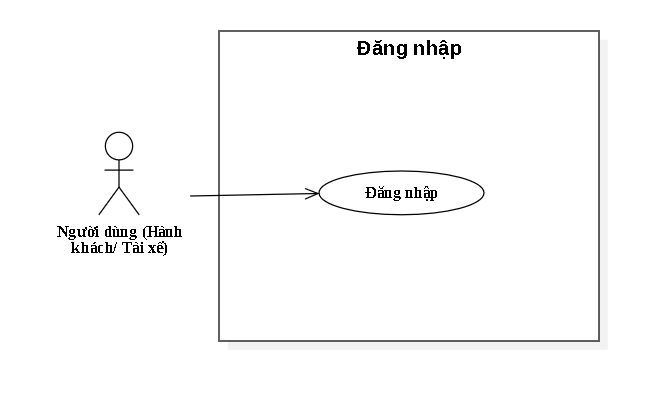 Đăng nhập
Đăng nhập
Người dùng (Hành
khách/ Tài xế)